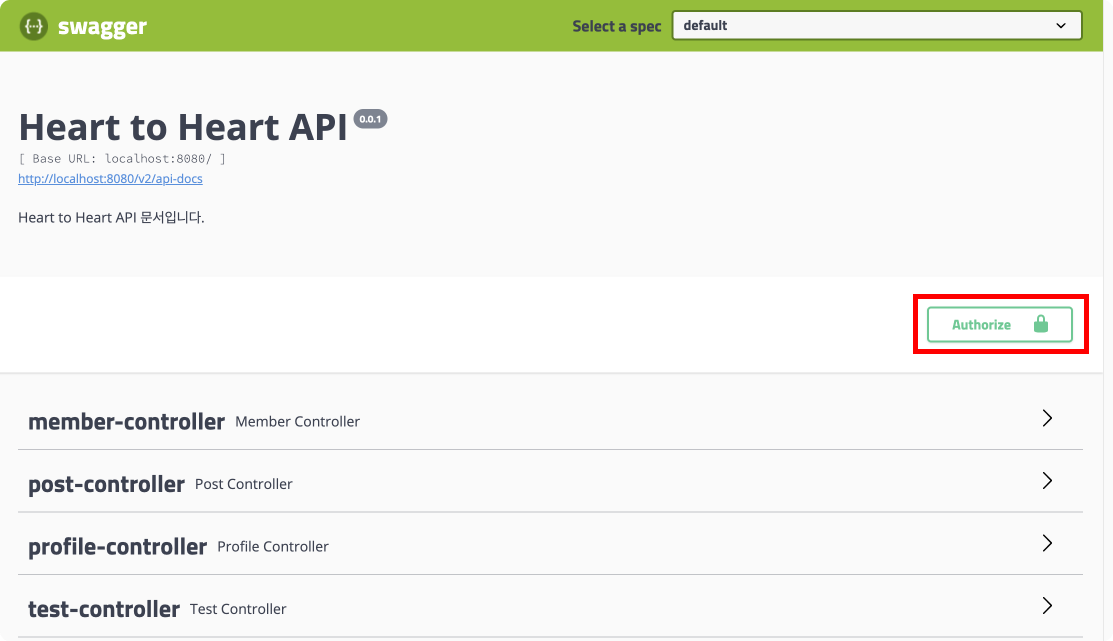 swagger
Select a spec default
Heart to Heart API 0.0.1
[ Base URL: localhost:8080/ ]
http://localhost:8080/v2/api-docs
Heart to Heart API 문서입니다.
Authorize
member-controller Member Controller
post-controller Post Controller
profile-controller Profile Controller
test-controller Test Controller